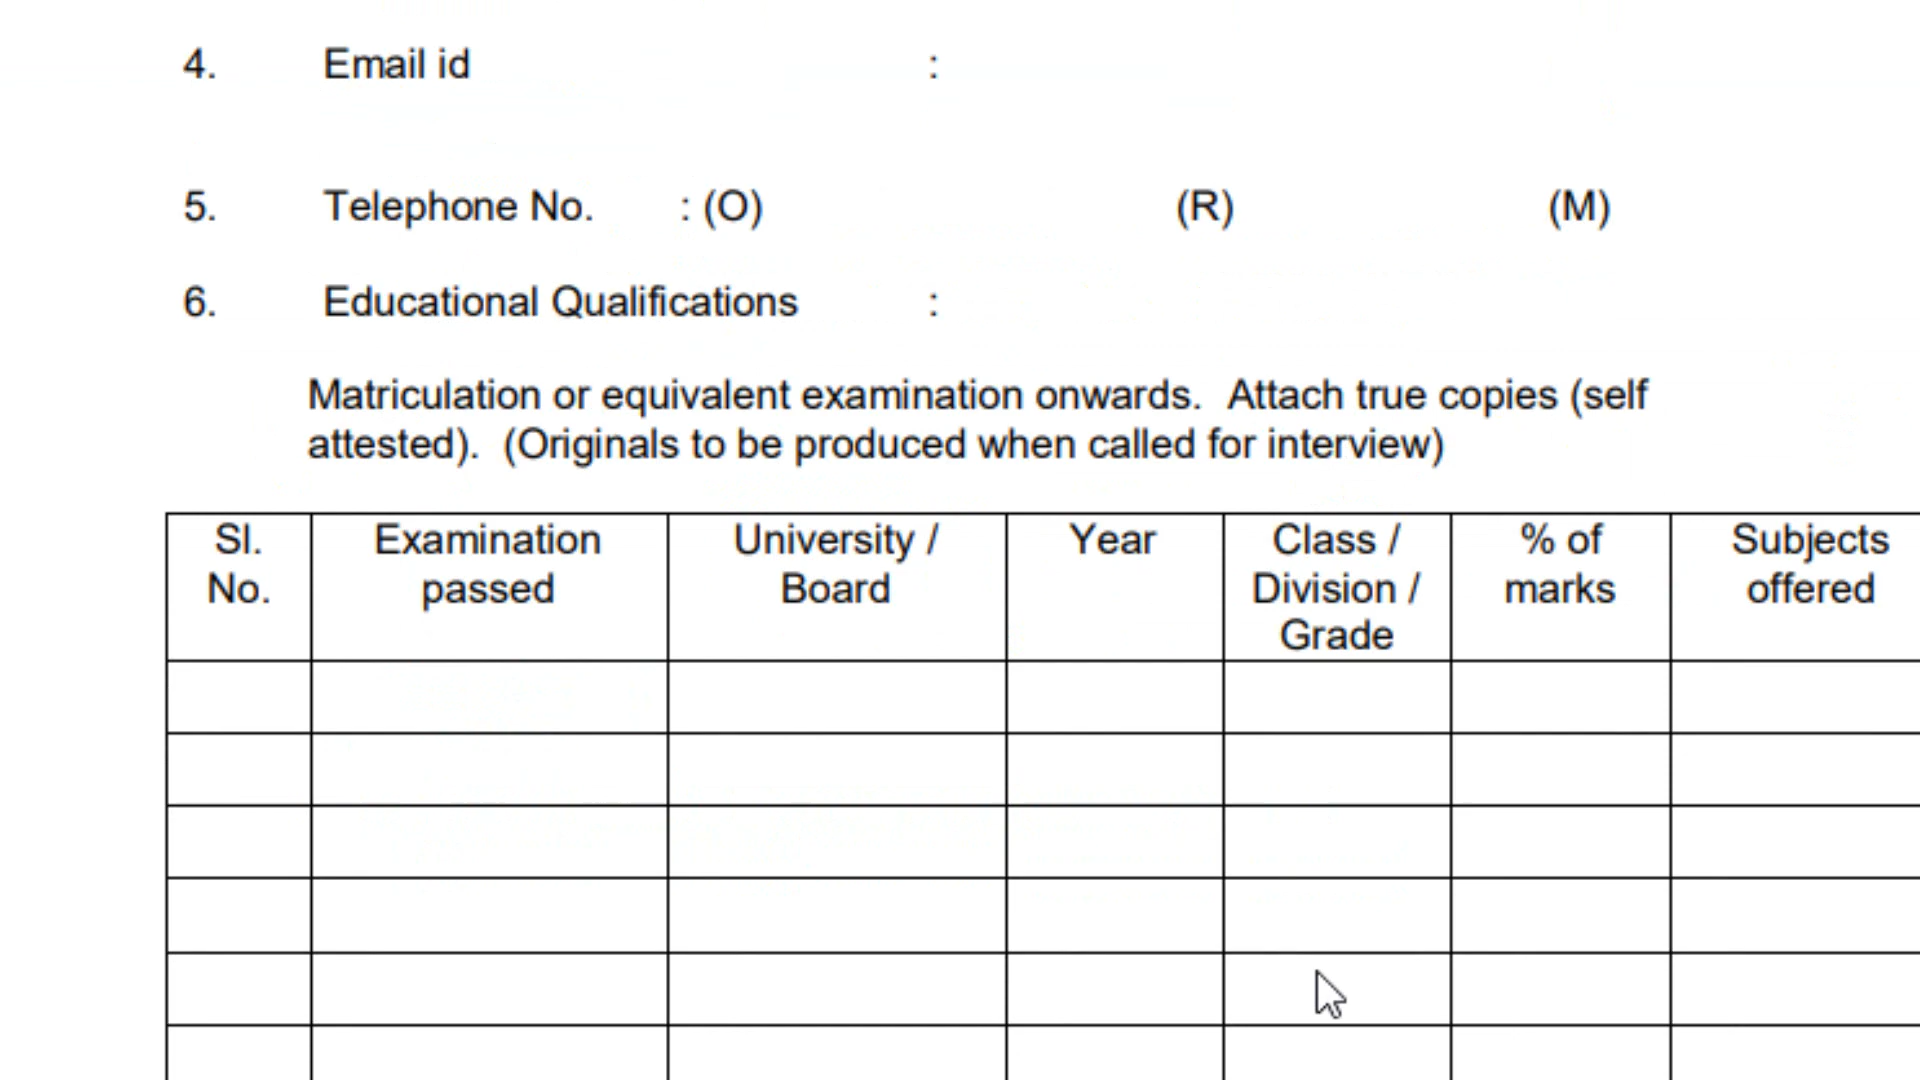 4. Email id :
5. Telephone No. : (O) (R) (M)
6. Educational Qualifications :
Matriculation or equivalent examination onwards. Attach true copies (self
attested). (Originals to be produced when called for interview)
Sl. No. Examination passed University / Board Year Class / Division / Grade % of marks Subjects offered